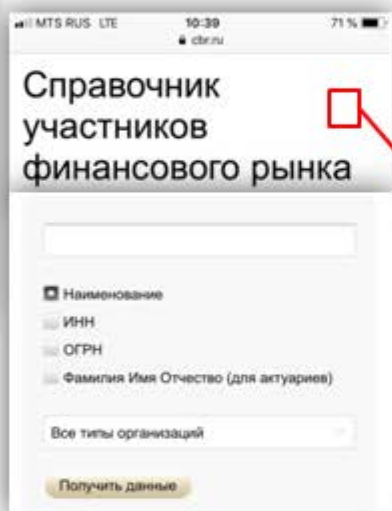 MTS RUS LTE 10:39 71 %
cbr.ru
Справочник
участников
финансового рынка
Наименование
ИНН
ОГРН
Фамилия Имя Отчество (для актуариев)
Все типы организаций
Получить данные